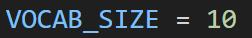 VOCAB_SIZE = 10